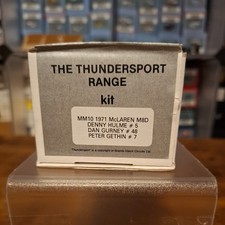 THE THUNDERSPORT
RANGE
kit
MM10 1971 McLAREN M8D
DENNY HULME # 5
DAN GURNEY # 48
PETER GETHIN # 7